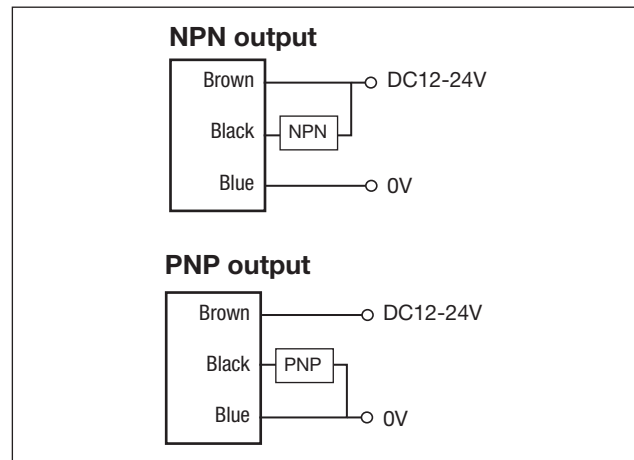 NPN output
Brown
DC12-24V
Black
NPN
Blue
0V
PNP output
Brown
DC12-24V
Black
PNP
Blue
0V